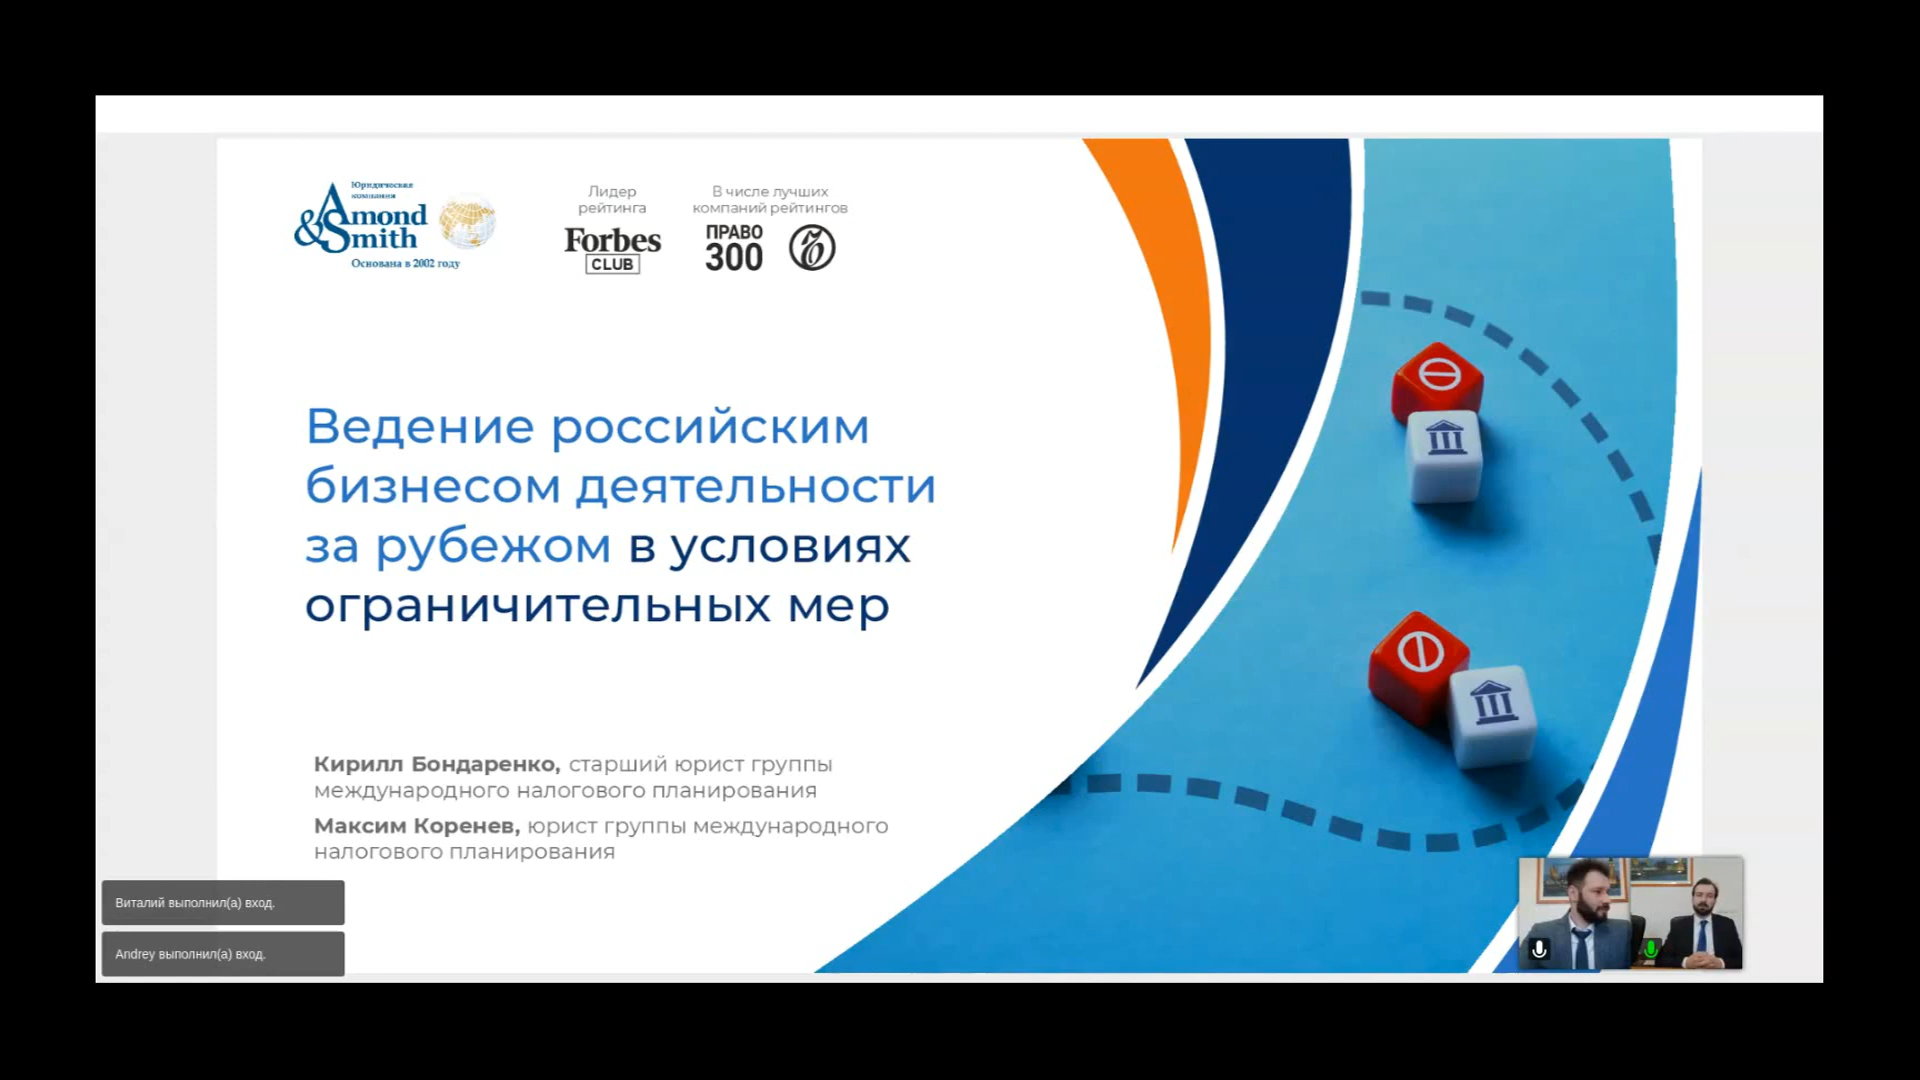 Юридическая
компания
Amond
& Smith
Основана в 2002 году
Лидер
рейтинга
Forbes
CLUB
В числе лучших
компаний рейтингов
ПРАВО
300
Ведение российским
бизнесом деятельности
за рубежом в условиях
ограничительных мер
Кирилл Бондаренко, старший юрист группы
международного налогового планирования
Максим Коренев, юрист группы международного
налогового планирования
Виталий выполнил(а) вход.
Andrey выполнил(а) вход.